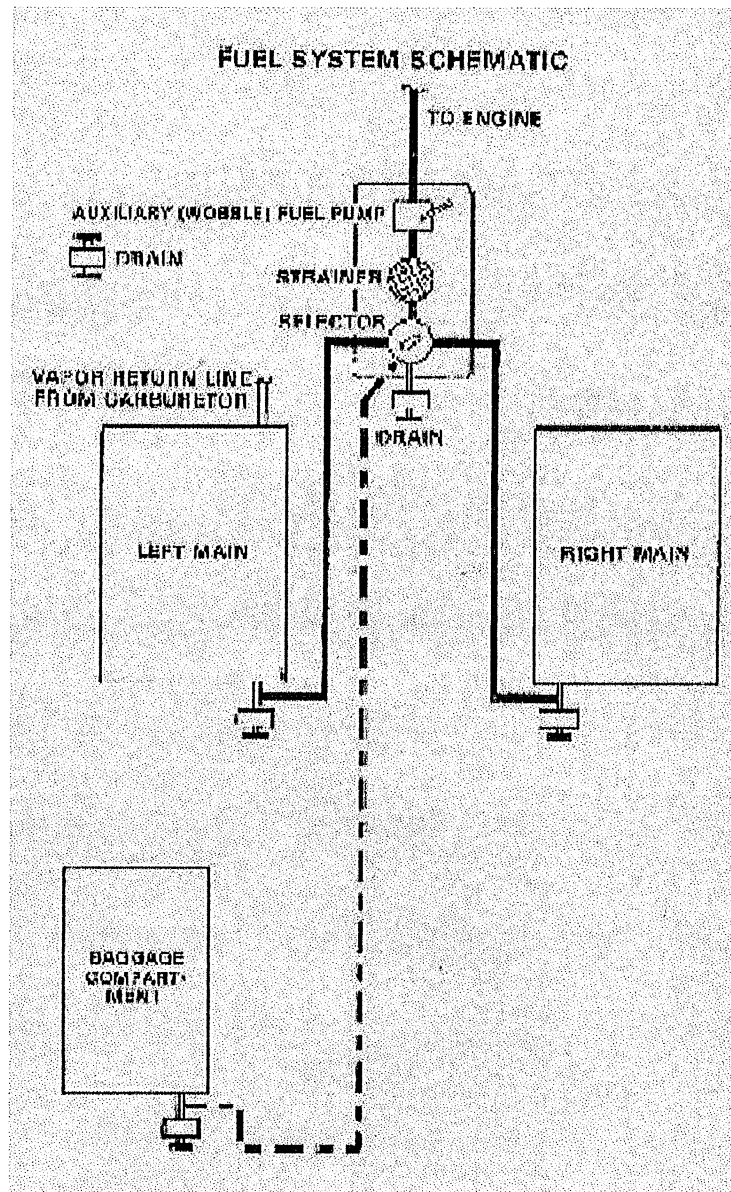 FUEL SYSTEM SCHEMATIC
TO ENGINE
AUXILIARY (WOBBLE) FUEL PUMP
DRAIN
STRAINER
SELECTOR
VAPOR RETURN LINE
FROM CARBURETOR
DRAIN
LEFT MAIN
RIGHT MAIN
BAGGAGE
COMPART-
MENT